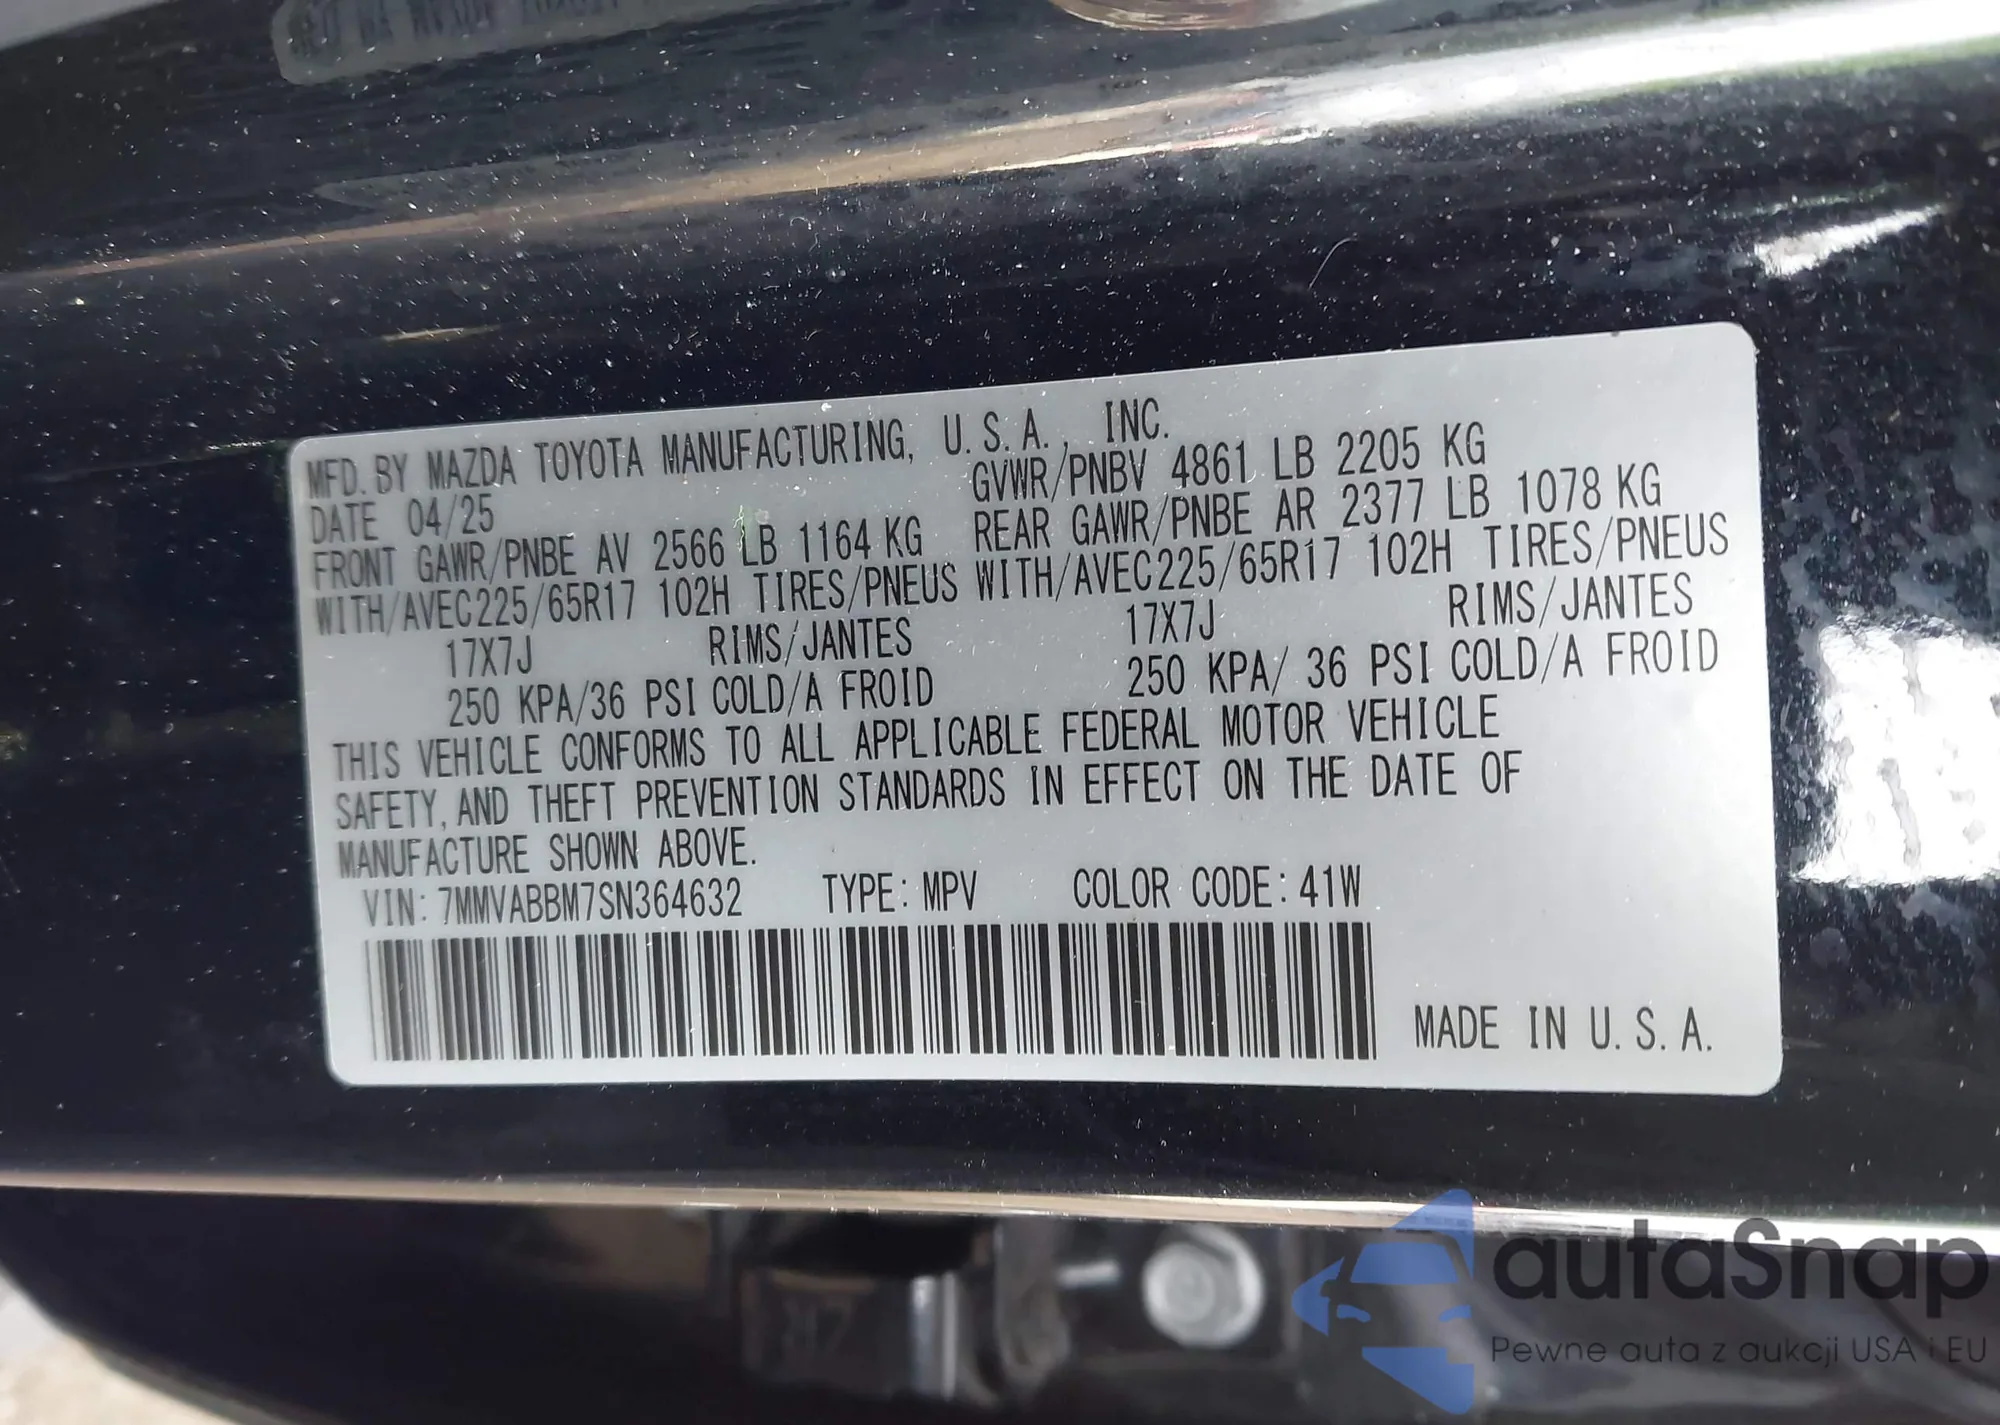 MFD. BY MAZDA TOYOTA MANUFACTURING, U.S.A., INC.
DATE 04/25 GVWR/PNBV 4861 LB 2205 KG
FRONT GAWR/PNBE AV 2566 LB 1164 KG REAR GAWR/PNBE AR 2377 LB 1078 KG
WITH/AVEC225/65R17 102H TIRES/PNEUS WITH/AVEC225/65R17 102H TIRES/PNEUS
17X7J RIMS/JANTES 17X7J RIMS/JANTES
250 KPA/36 PSI COLD/A FROID 250 KPA/ 36 PSI COLD/A FROID
THIS VEHICLE CONFORMS TO ALL APPLICABLE FEDERAL MOTOR VEHICLE
SAFETY, AND THEFT PREVENTION STANDARDS IN EFFECT ON THE DATE OF
MANUFACTURE SHOWN ABOVE.
VIN: 7MMVABBM7SN364632 TYPE: MPV COLOR CODE: 41W
MADE IN U.S.A.
autaSnap
Pewne auta z aukcji USA i EU